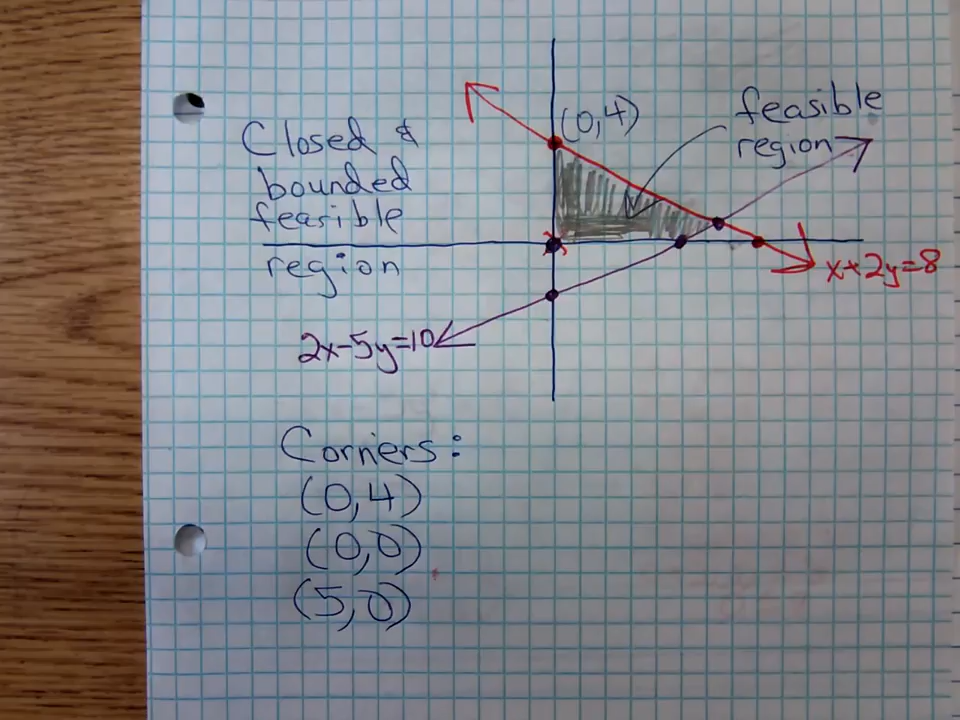 Closed &
bounded
feasible
region
(0,4)
feasible
region
x+2y=8
2x-5y=10
Corners:
(0,4)
(0,0)
(5,0)